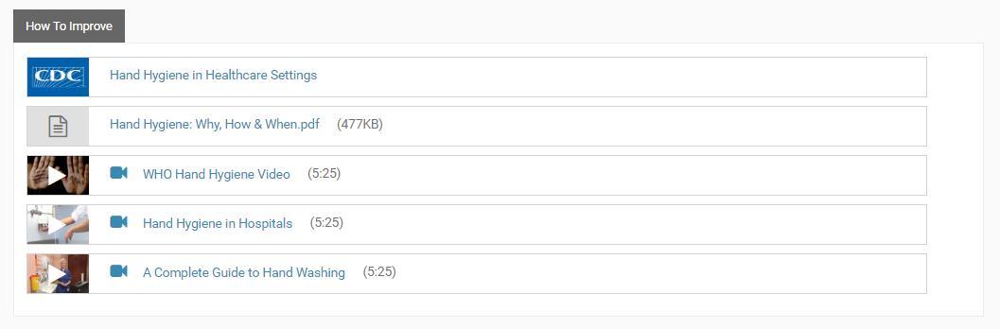 How To Improve
CDC
Hand Hygiene in Healthcare Settings
Hand Hygiene: Why, How & When.pdf (477KB)
WHO Hand Hygiene Video (5:25)
Hand Hygiene in Hospitals (5:25)
A Complete Guide to Hand Washing (5:25)